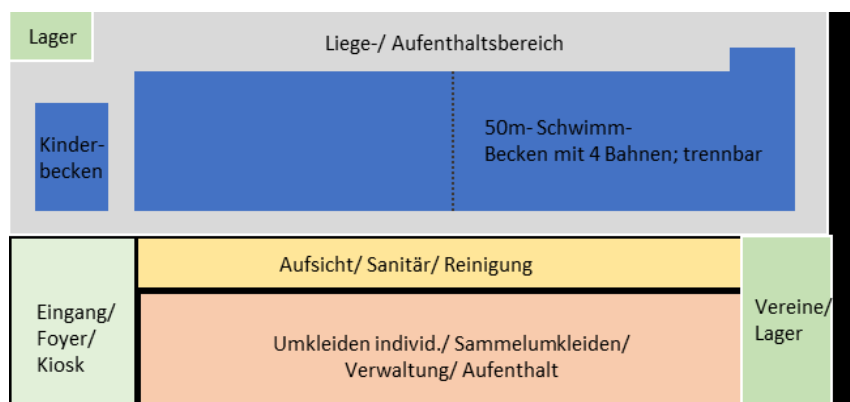 Lager
Liege-/ Aufenthaltsbereich
Kinder-
becken
50m- Schwimm-
Becken mit 4 Bahnen; trennbar
Aufsicht/ Sanitär/ Reinigung
Eingang/
Foyer/
Kiosk
Umkleiden individ./ Sammelumkleiden/
Verwaltung/ Aufenthalt
Vereine/
Lager